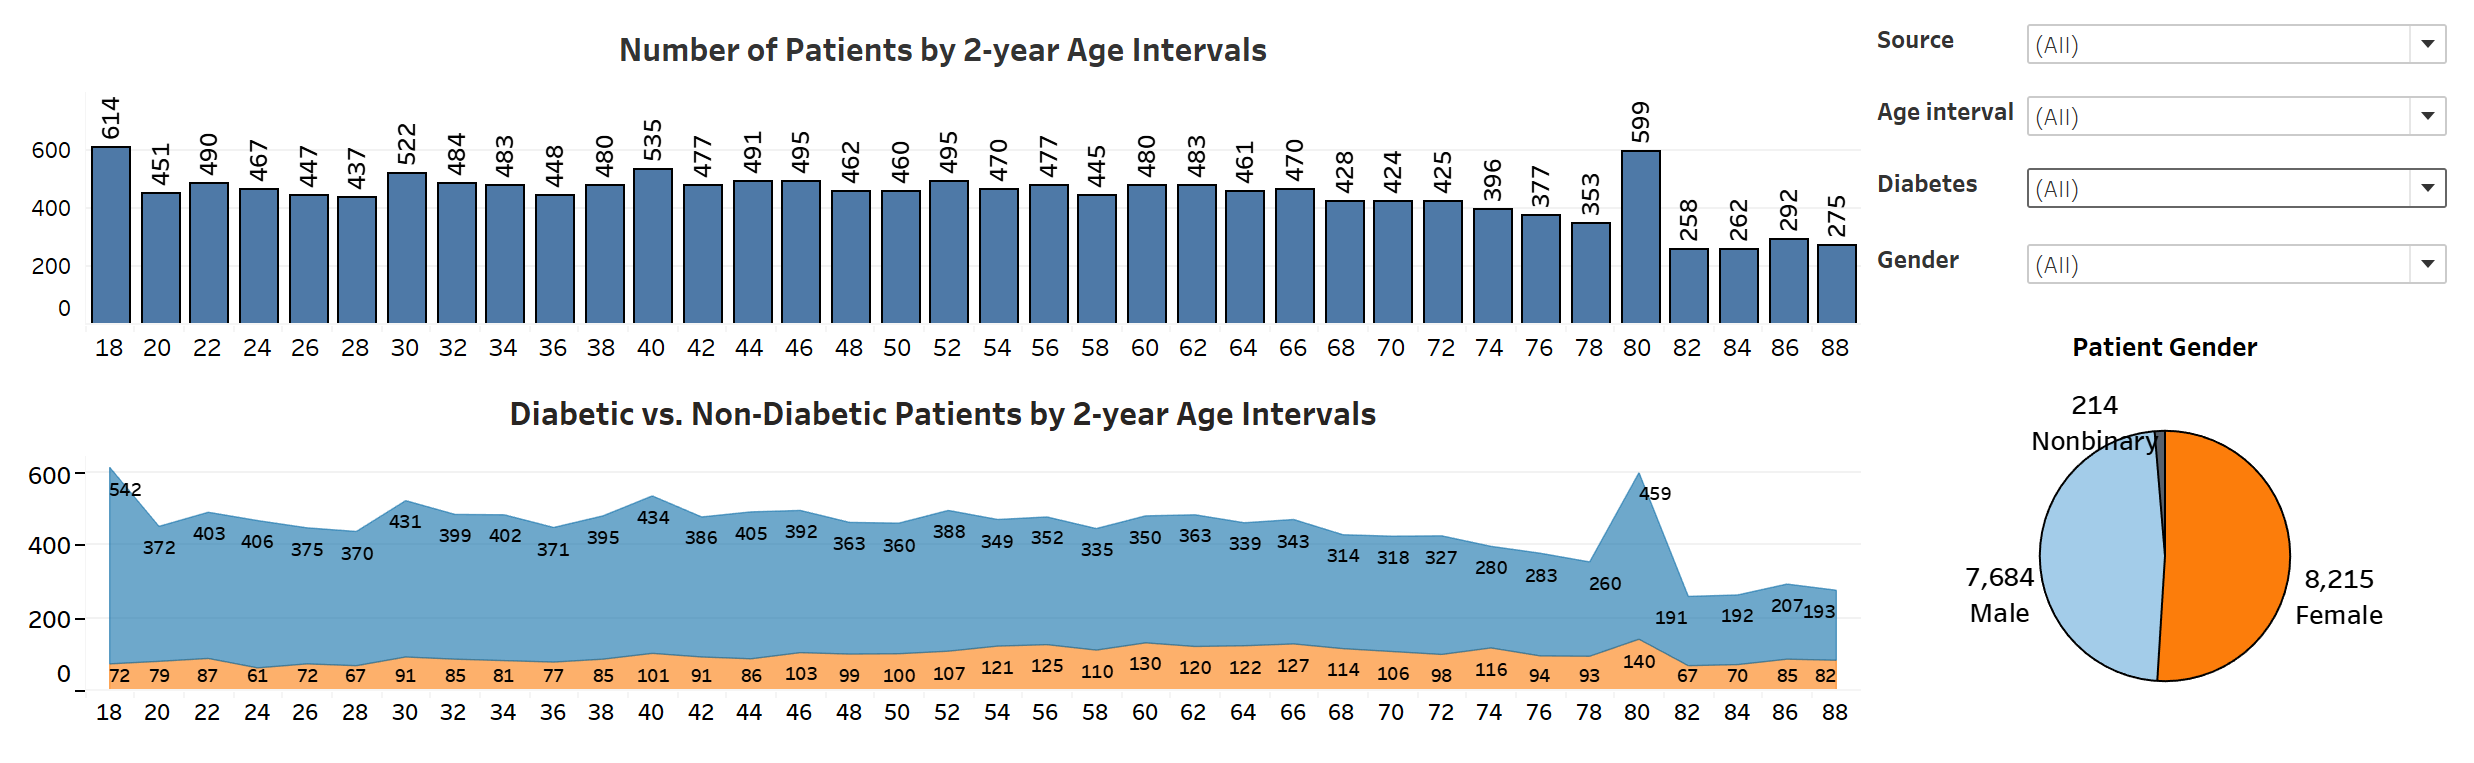 Number of Patients by 2-year Age Intervals
614 451 490 467 447 437 522 484 483 448 480 535 477 491 495 462 460 495 470 477 445 480 483 461 470 428 424 425 396 377 353 599 258 262 292 275
600
400
200
0
18 20 22 24 26 28 30 32 34 36 38 40 42 44 46 48 50 52 54 56 58 60 62 64 66 68 70 72 74 76 78 80 82 84 86 88
Diabetic vs. Non-Diabetic Patients by 2-year Age Intervals
600
400
200
0
542 372 403 406 375 370 431 399 402 371 395 434 386 405 392 363 360 388 349 352 335 350 363 339 343 314 318 327 280 283 260 459 191 192 207 193
72 79 87 61 72 67 91 85 81 77 85 101 91 86 103 99 100 107 121 125 110 130 120 122 127 114 106 98 116 94 93 140 67 70 85 82
18 20 22 24 26 28 30 32 34 36 38 40 42 44 46 48 50 52 54 56 58 60 62 64 66 68 70 72 74 76 78 80 82 84 86 88
Source (All)
Age interval (All)
Diabetes (All)
Gender (All)
Patient Gender
214
Nonbinary
7,684
Male
8,215
Female